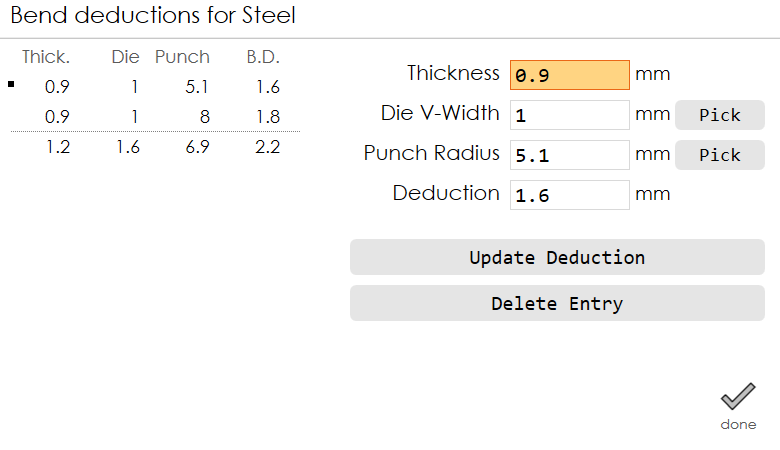 Bend deductions for Steel
Thick. Die Punch B.D.
0.9 1 5.1 1.6
0.9 1 8 1.8
1.2 1.6 6.9 2.2
Thickness 0.9 mm
Die V-Width 1 mm Pick
Punch Radius 5.1 mm Pick
Deduction 1.6 mm
Update Deduction
Delete Entry
done